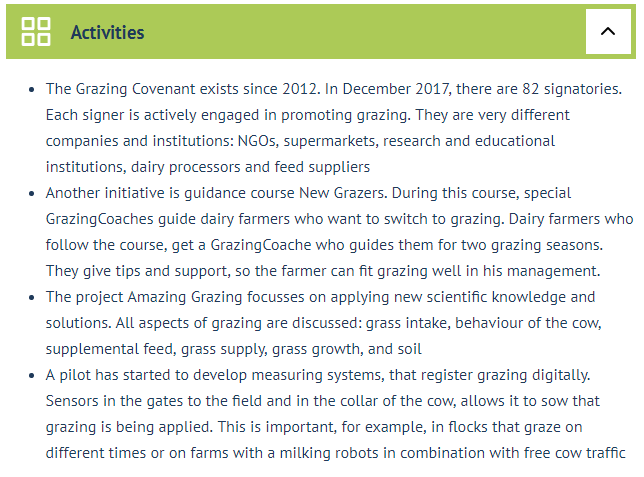 Activities
• The Grazing Covenant exists since 2012. In December 2017, there are 82 signatories.
Each signer is actively engaged in promoting grazing. They are very different
companies and institutions: NGOs, supermarkets, research and educational
institutions, dairy processors and feed suppliers
• Another initiative is guidance course New Grazers. During this course, special
GrazingCoaches guide dairy farmers who want to switch to grazing. Dairy farmers who
follow the course, get a GrazingCoache who guides them for two grazing seasons.
They give tips and support, so the farmer can fit grazing well in his management.
• The project Amazing Grazing focusses on applying new scientific knowledge and
solutions. All aspects of grazing are discussed: grass intake, behaviour of the cow,
supplemental feed, grass supply, grass growth, and soil
• A pilot has started to develop measuring systems, that register grazing digitally.
Sensors in the gates to the field and in the collar of the cow, allows it to sow that
grazing is being applied. This is important, for example, in flocks that graze on
different times or on farms with a milking robots in combination with free cow traffic